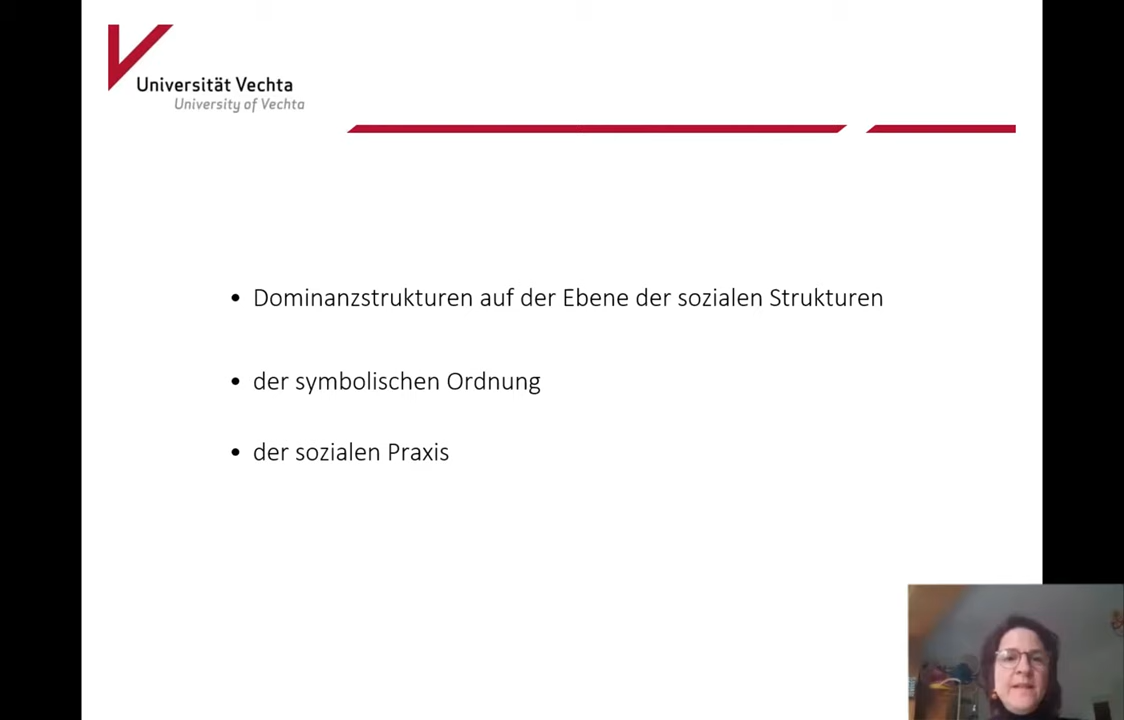 Universität Vechta
University of Vechta
• Dominanzstrukturen auf der Ebene der sozialen Strukturen
• der symbolischen Ordnung
• der sozialen Praxis